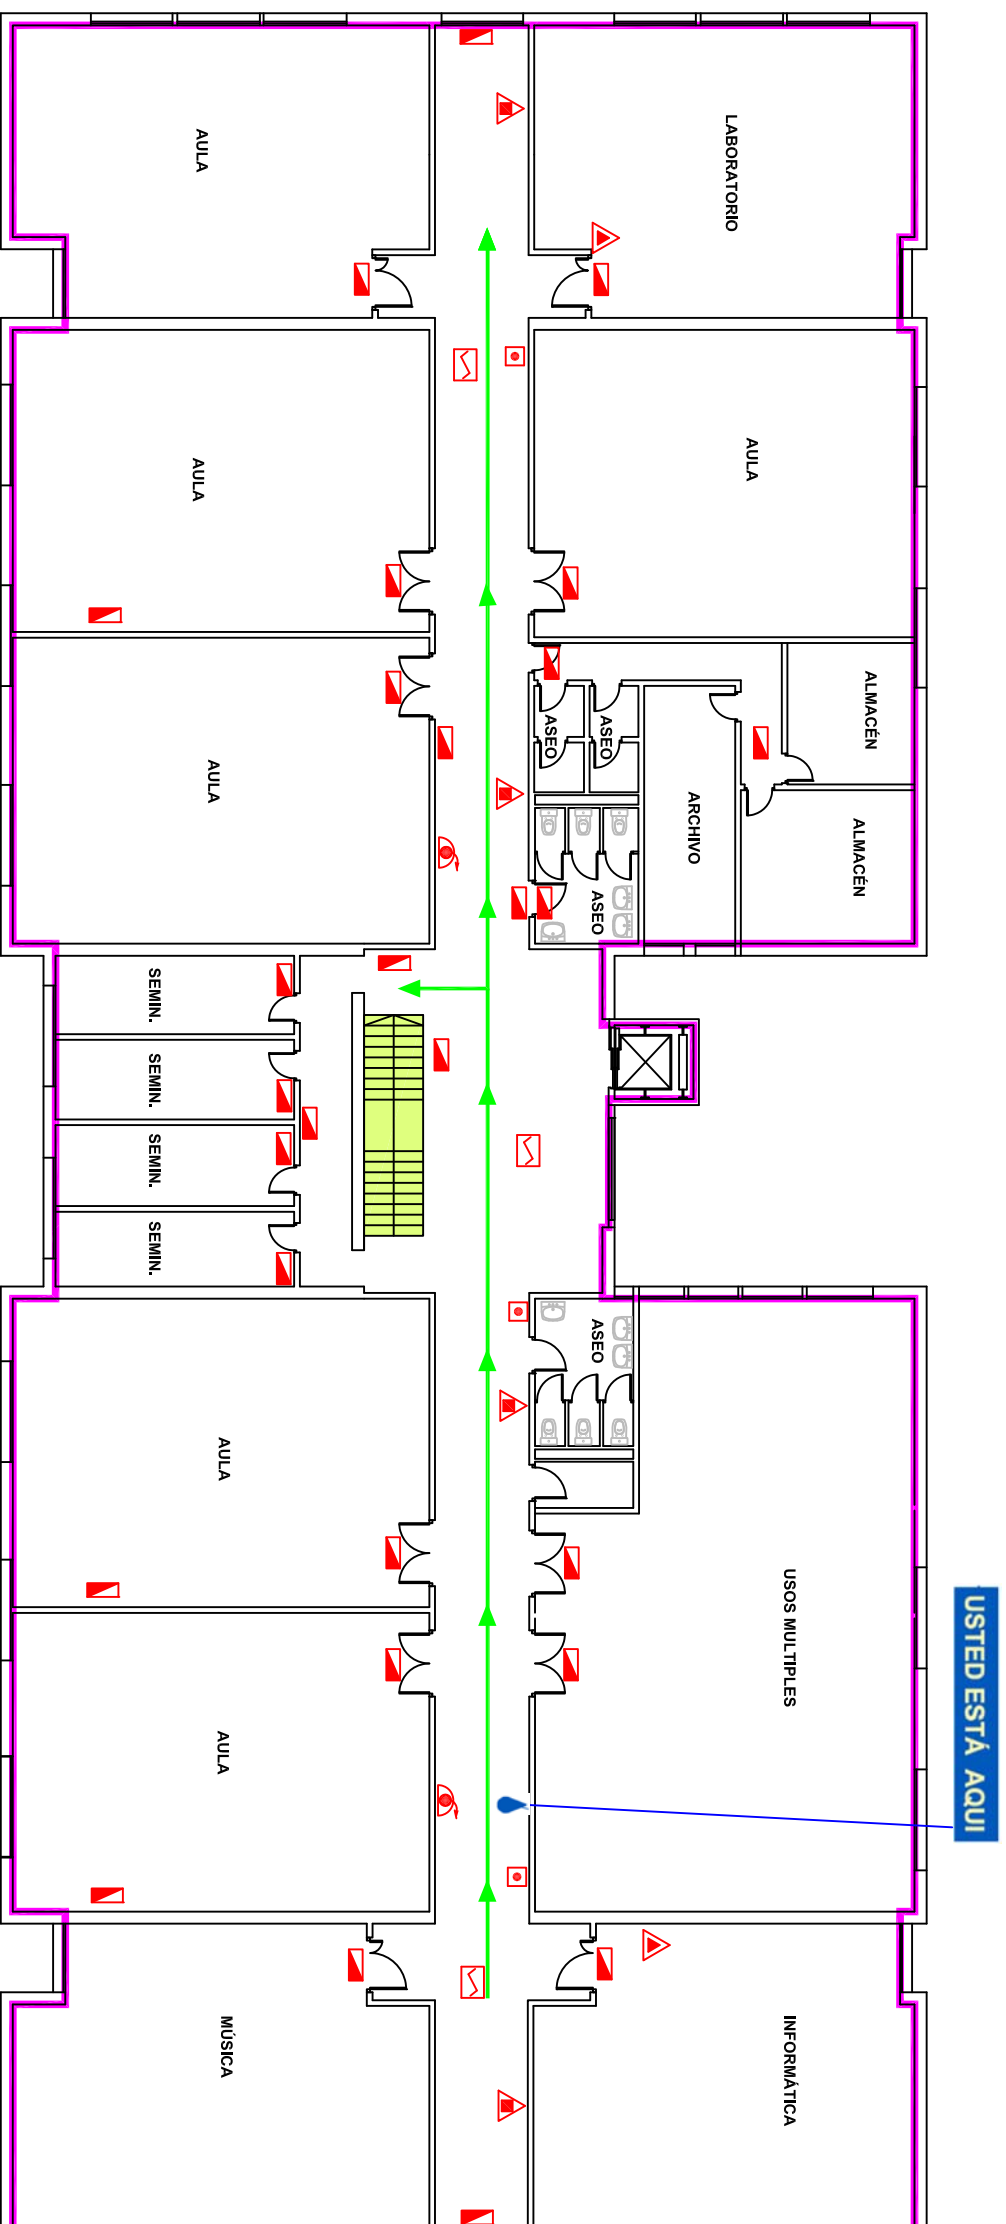 AULA
LABORATORIO
AULA
AULA
AULA
ALMACÉN
ALMACÉN
ARCHIVO
ASEO
ASEO
ASEO
SEMIN.
SEMIN.
SEMIN.
SEMIN.
ASEO
AULA
USOS MULTIPLES
USTED ESTÁ AQUI
AULA
MÚSICA
INFORMÁTICA